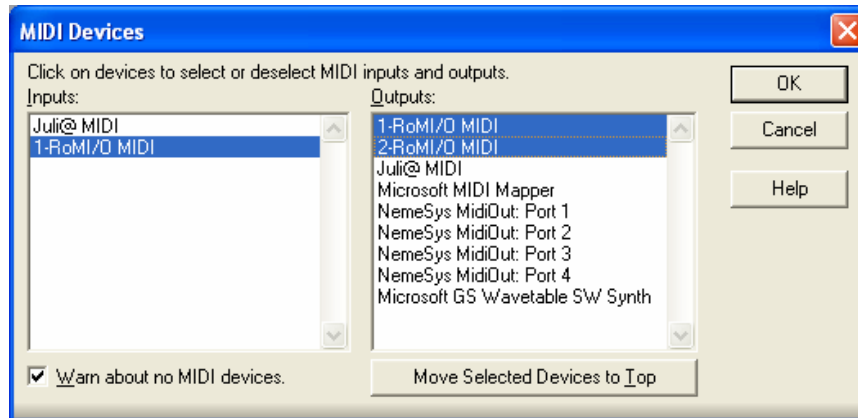 MIDI Devices
Click on devices to select or deselect MIDI inputs and outputs.
Inputs:
Juli@ MIDI
1-RoMI/O MIDI
Outputs:
1-RoMI/O MIDI
2-RoMI/O MIDI
Juli@ MIDI
Microsoft MIDI Mapper
NemeSys MidiOut: Port 1
NemeSys MidiOut: Port 2
NemeSys MidiOut: Port 3
NemeSys MidiOut: Port 4
Microsoft GS Wavetable SW Synth
OK
Cancel
Help
Warn about no MIDI devices.
Move Selected Devices to Top